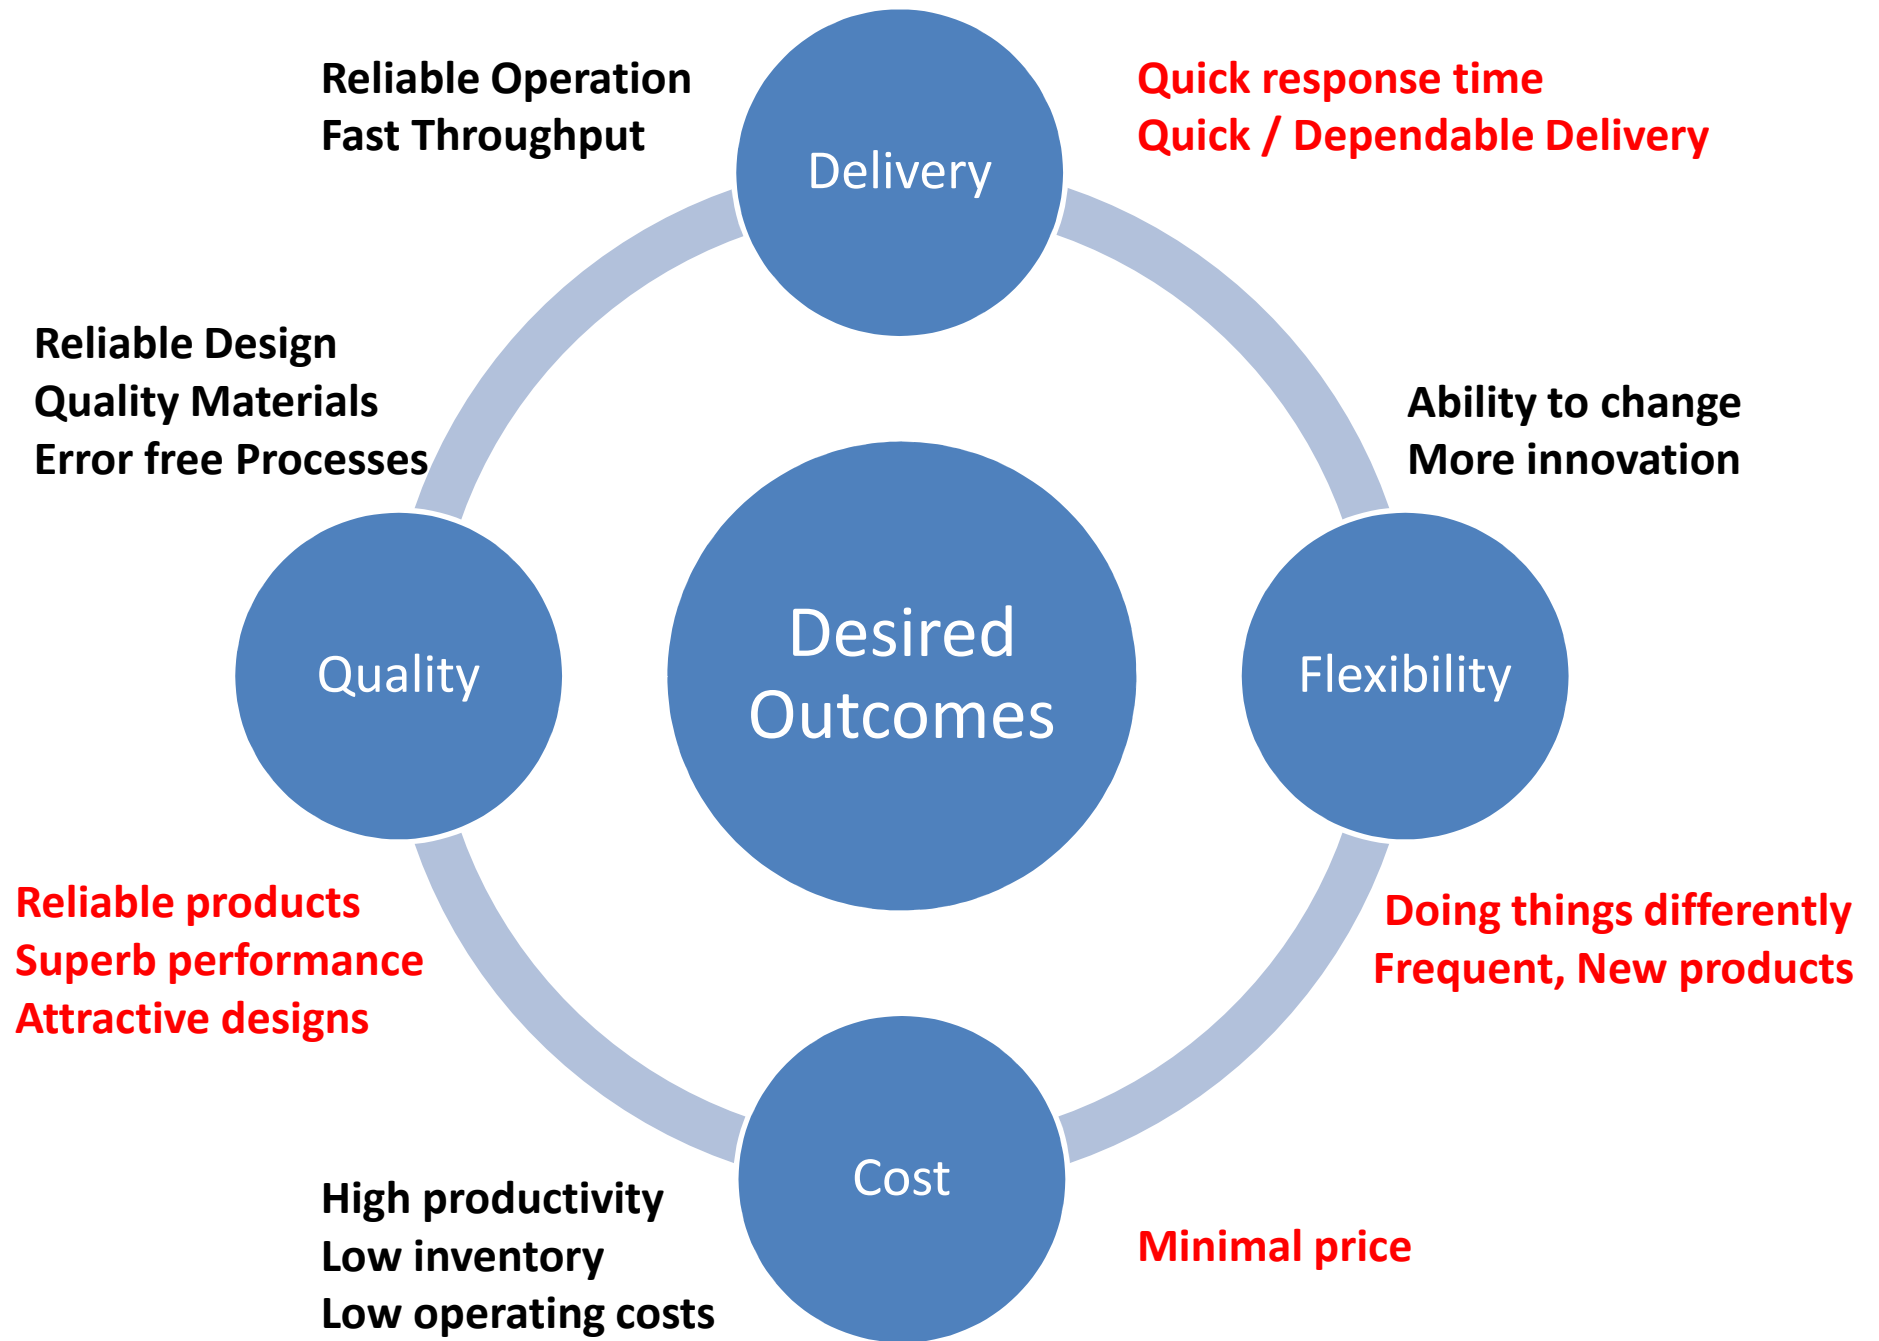 Reliable Operation
Fast Throughput
Delivery
Quick response time
Quick / Dependable Delivery
Reliable Design
Quality Materials
Error free Processes
Ability to change
More innovation
Quality
Desired
Outcomes
Flexibility
Reliable products
Superb performance
Attractive designs
Doing things differently
Frequent, New products
High productivity
Low inventory
Low operating costs
Cost
Minimal price